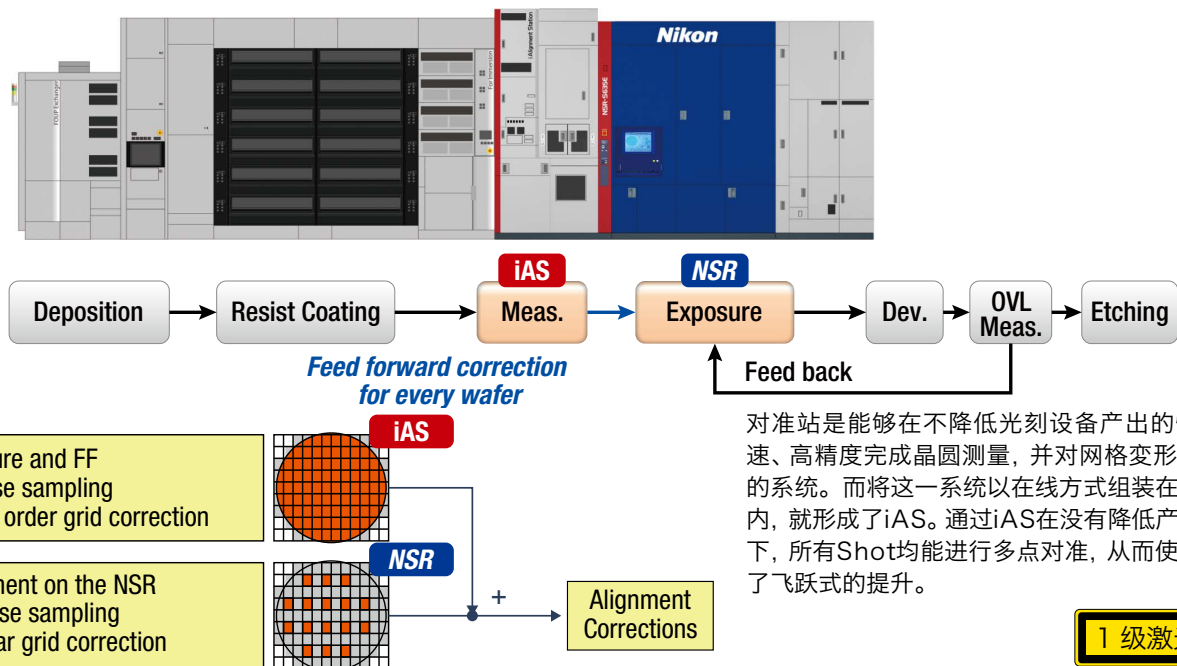 FOUP Exchanger
For Immersion
iAlignment Station
NSR-S635E
Nikon
iAS
NSR
Deposition
Resist Coating
Meas.
Exposure
Dev.
OVL
Meas.
Etching
Feed forward correction
for every wafer
Feed back
iAS
ure and FF
se sampling
order grid correction
NSR
ment on the NSR
se sampling
ar grid correction
+
Alignment
Corrections
对准站是能够在不降低光刻设备产出的
速、高精度完成晶圆测量, 并对网格变形
的系统。而将这一系统以在线方式组装在
内, 就形成了iAS。通过iAS在没有降低产
下, 所有Shot均能进行多点对准, 从而使
了飞跃式的提升。
1 级激